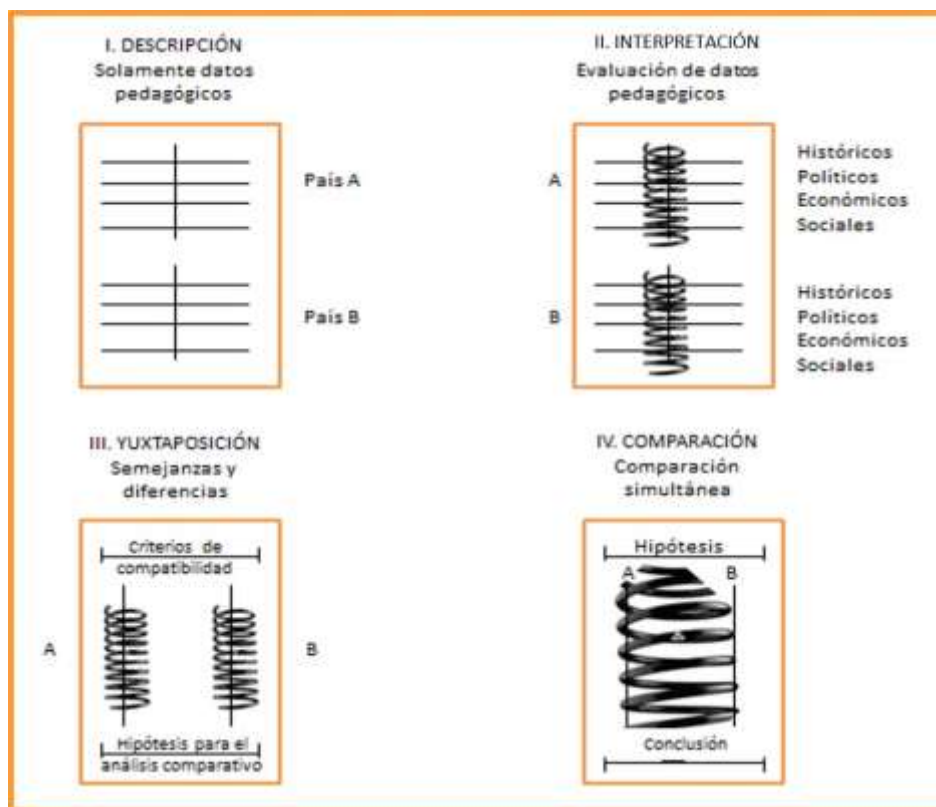 I. DESCRIPCIÓN
Solamente datos
pedagógicos
País A
País B
II. INTERPRETACIÓN
Evaluación de datos
pedagógicos
A
Históricos
Políticos
Económicos
Sociales
B
Históricos
Políticos
Económicos
Sociales
III. YUXTAPOSICIÓN
Semejanzas y
diferencias
Criterios de
compatibilidad
A
B
Hipótesis para el
análisis comparativo
IV. COMPARACIÓN
Comparación
simultánea
Hipótesis
A
B
Conclusión